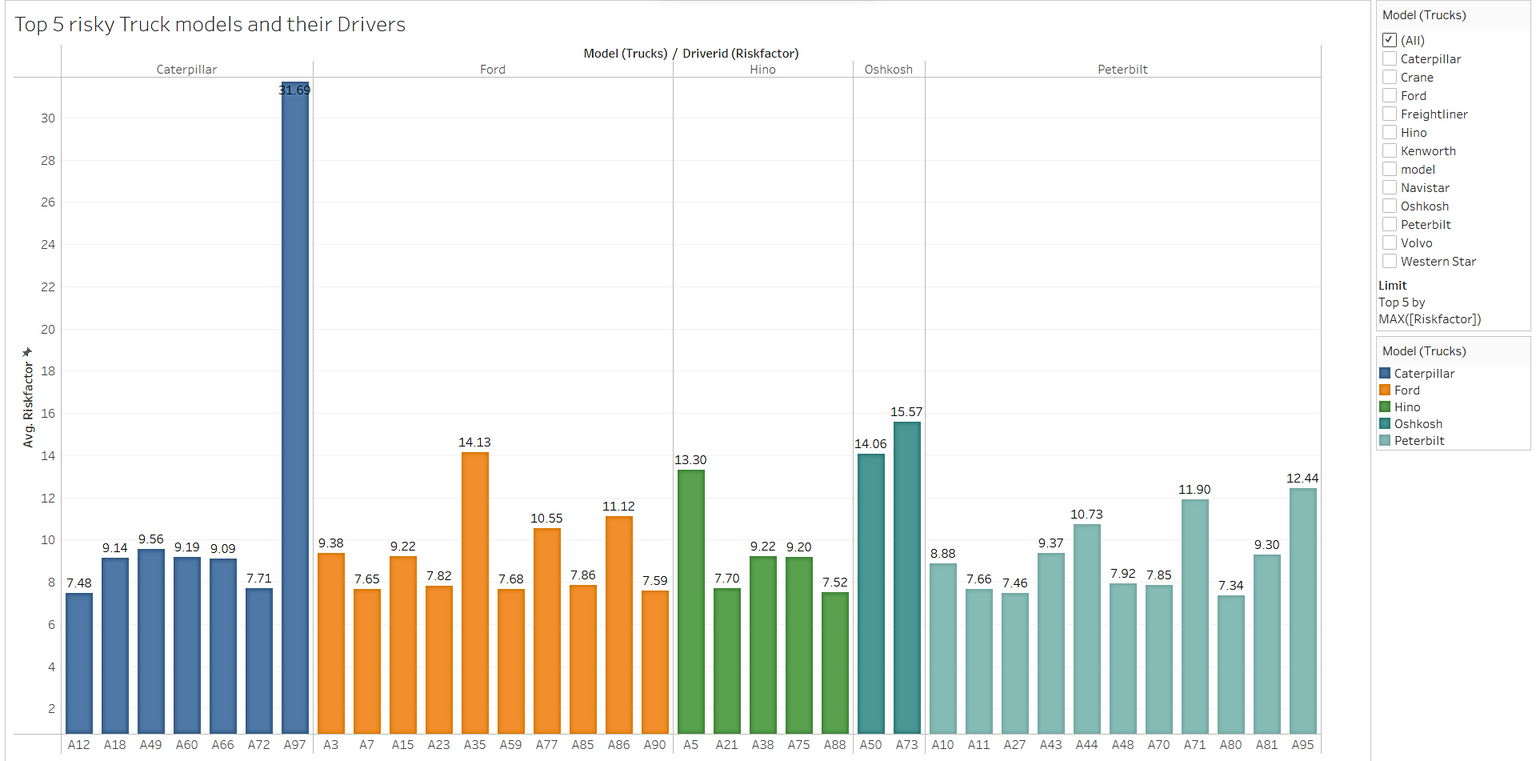 Top 5 risky Truck models and their Drivers
Model (Trucks) / Driverid (Riskfactor)
Caterpillar Ford Hino Oshkosh Peterbilt
Avg. Riskfactor
30
28
26
24
22
20
18
16
14
12
10
8
6
4
2
7.48 9.14 9.56 9.19 9.09 7.71 31.69 9.38 7.65 9.22 7.82 14.13 7.68 10.55 7.86 11.12 7.59 13.30 7.70 9.22 9.20 7.52 14.06 15.57 8.88 7.66 7.46 9.37 10.73 7.92 7.85 11.90 7.34 9.30 12.44
A12 A18 A49 A60 A66 A72 A97 A3 A7 A15 A23 A35 A59 A77 A85 A86 A90 A5 A21 A38 A75 A88 A50 A73 A10 A11 A27 A43 A44 A48 A70 A71 A80 A81 A95
Model (Trucks)
(All)
Caterpillar
Crane
Ford
Freightliner
Hino
Kenworth
model
Navistar
Oshkosh
Peterbilt
Volvo
Western Star
Limit
Top 5 by
MAX([Riskfactor])
Model (Trucks)
Caterpillar
Ford
Hino
Oshkosh
Peterbilt